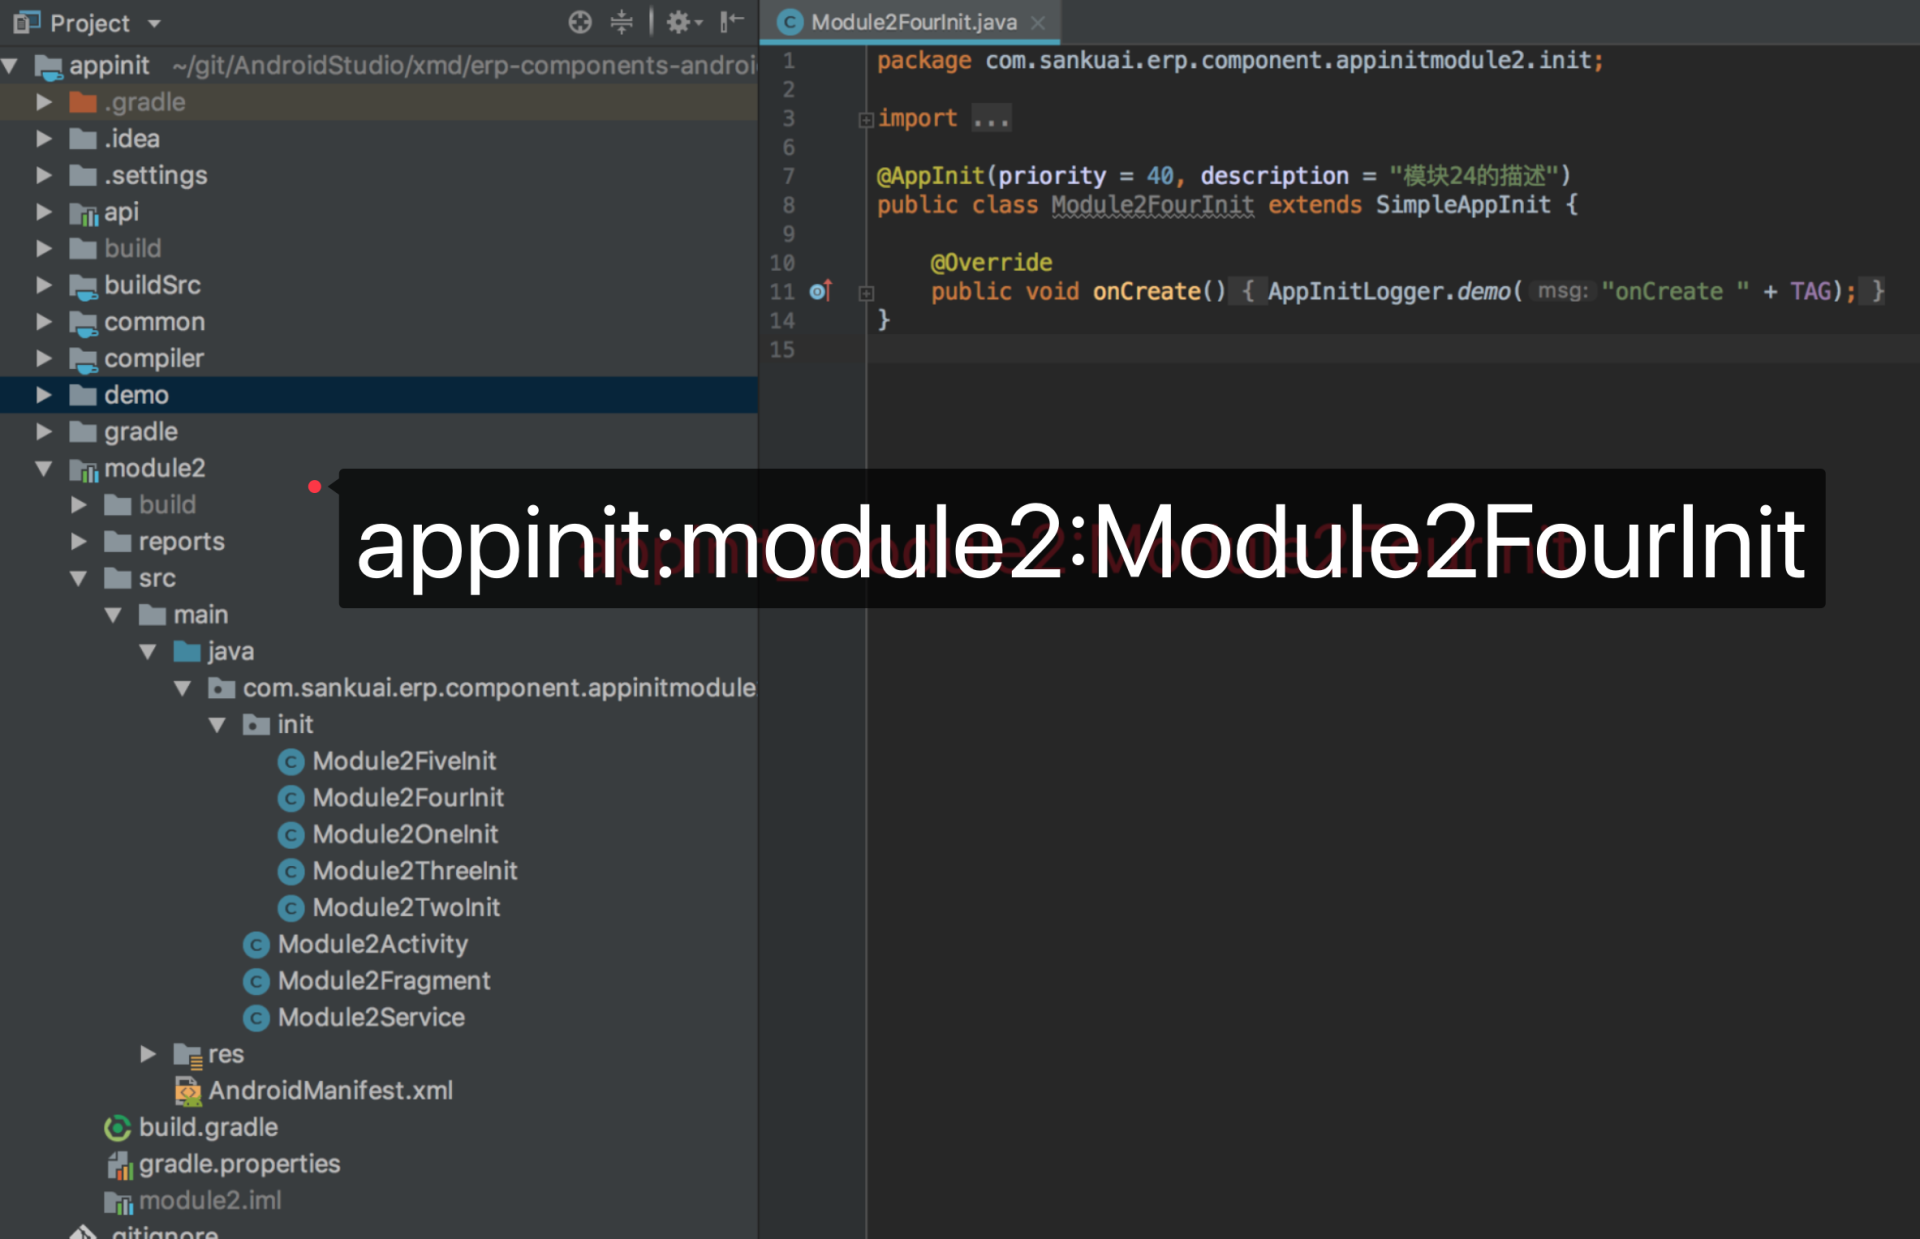 Project
appinit ~/git/AndroidStudio/xmd/erp-components-androi
.gradle
.idea
.settings
api
build
buildSrc
common
compiler
demo
gradle
module2
build
reports
src
main
java
com.sankuai.erp.component.appinitmodule
init
Module2FiveInit
Module2FourInit
Module2OneInit
Module2ThreeInit
Module2TwoInit
Module2Activity
Module2Fragment
Module2Service
res
AndroidManifest.xml
build.gradle
gradle.properties
module2.iml
.gitignore
Module2FourInit.java
1 package com.sankuai.erp.component.appinitmodule2.init;
2
3 import ...
6
7 @AppInit(priority = 40, description = "模块24的描述")
8 public class Module2FourInit extends SimpleAppInit {
9
10 @Override
11 public void onCreate() { AppInitLogger.demo( msg: "onCreate " + TAG); }
14 }
15
appinit:module2:Module2FourInit